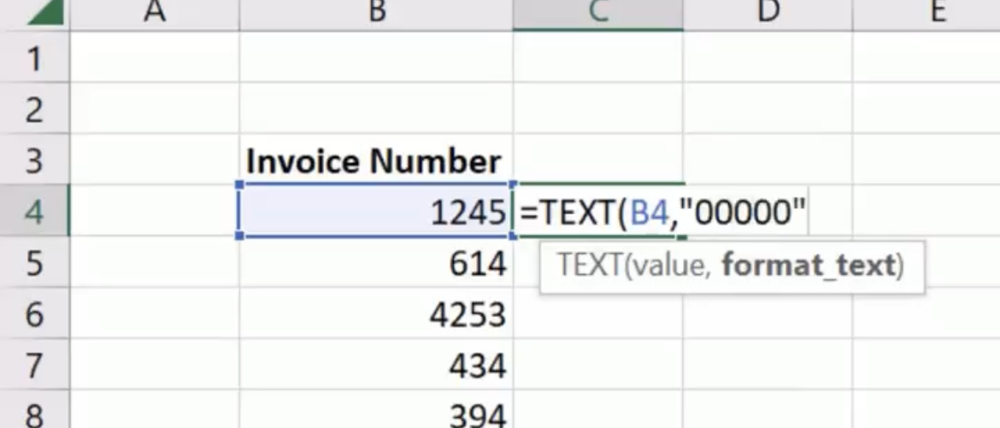 A B C D E
1
2
3 Invoice Number
4 1245 =TEXT(B4,"00000"
5 614 TEXT(value, format_text)
6 4253
7 434
8 394